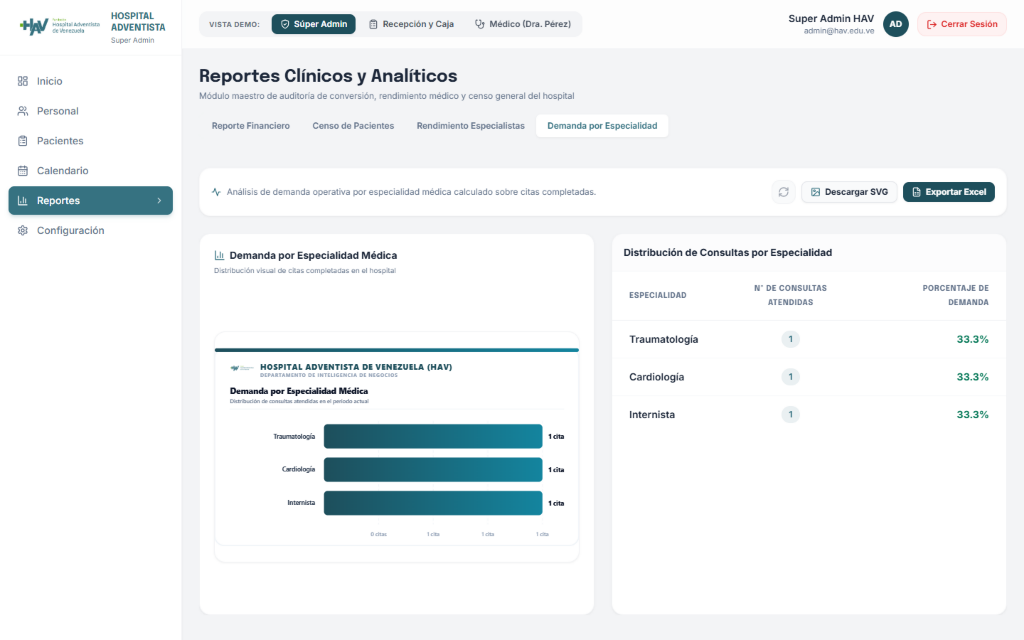 HAV
Hospital Adventista
de Venezuela
HOSPITAL
ADVENTISTA
Super Admin
VISTA DEMO:
Súper Admin
Recepción y Caja
Médico (Dra. Pérez)
Super Admin HAV
admin@hav.edu.ve
AD
Cerrar Sesión
Inicio
Personal
Pacientes
Calendario
Reportes
Configuración
Reportes Clínicos y Analíticos
Módulo maestro de auditoría de conversión, rendimiento médico y censo general del hospital
Reporte Financiero
Censo de Pacientes
Rendimiento Especialistas
Demanda por Especialidad
Análisis de demanda operativa por especialidad médica calculado sobre citas completadas.
Descargar SVG
Exportar Excel
Demanda por Especialidad Médica
Distribución visual de citas completadas en el hospital
HOSPITAL ADVENTISTA DE VENEZUELA (HAV)
DEPARTAMENTO DE INTELIGENCIA DE NEGOCIOS
Demanda por Especialidad Médica
Distribución de consultas atendidas en el periodo actual
Traumatología 1 cita
Cardiología 1 cita
Internista 1 cita
0 citas 1 cita 1 cita 1 cita
Distribución de Consultas por Especialidad
ESPECIALIDAD
N° DE CONSULTAS
ATENDIDAS
PORCENTAJE DE
DEMANDA
Traumatología 1 33.3%
Cardiología 1 33.3%
Internista 1 33.3%